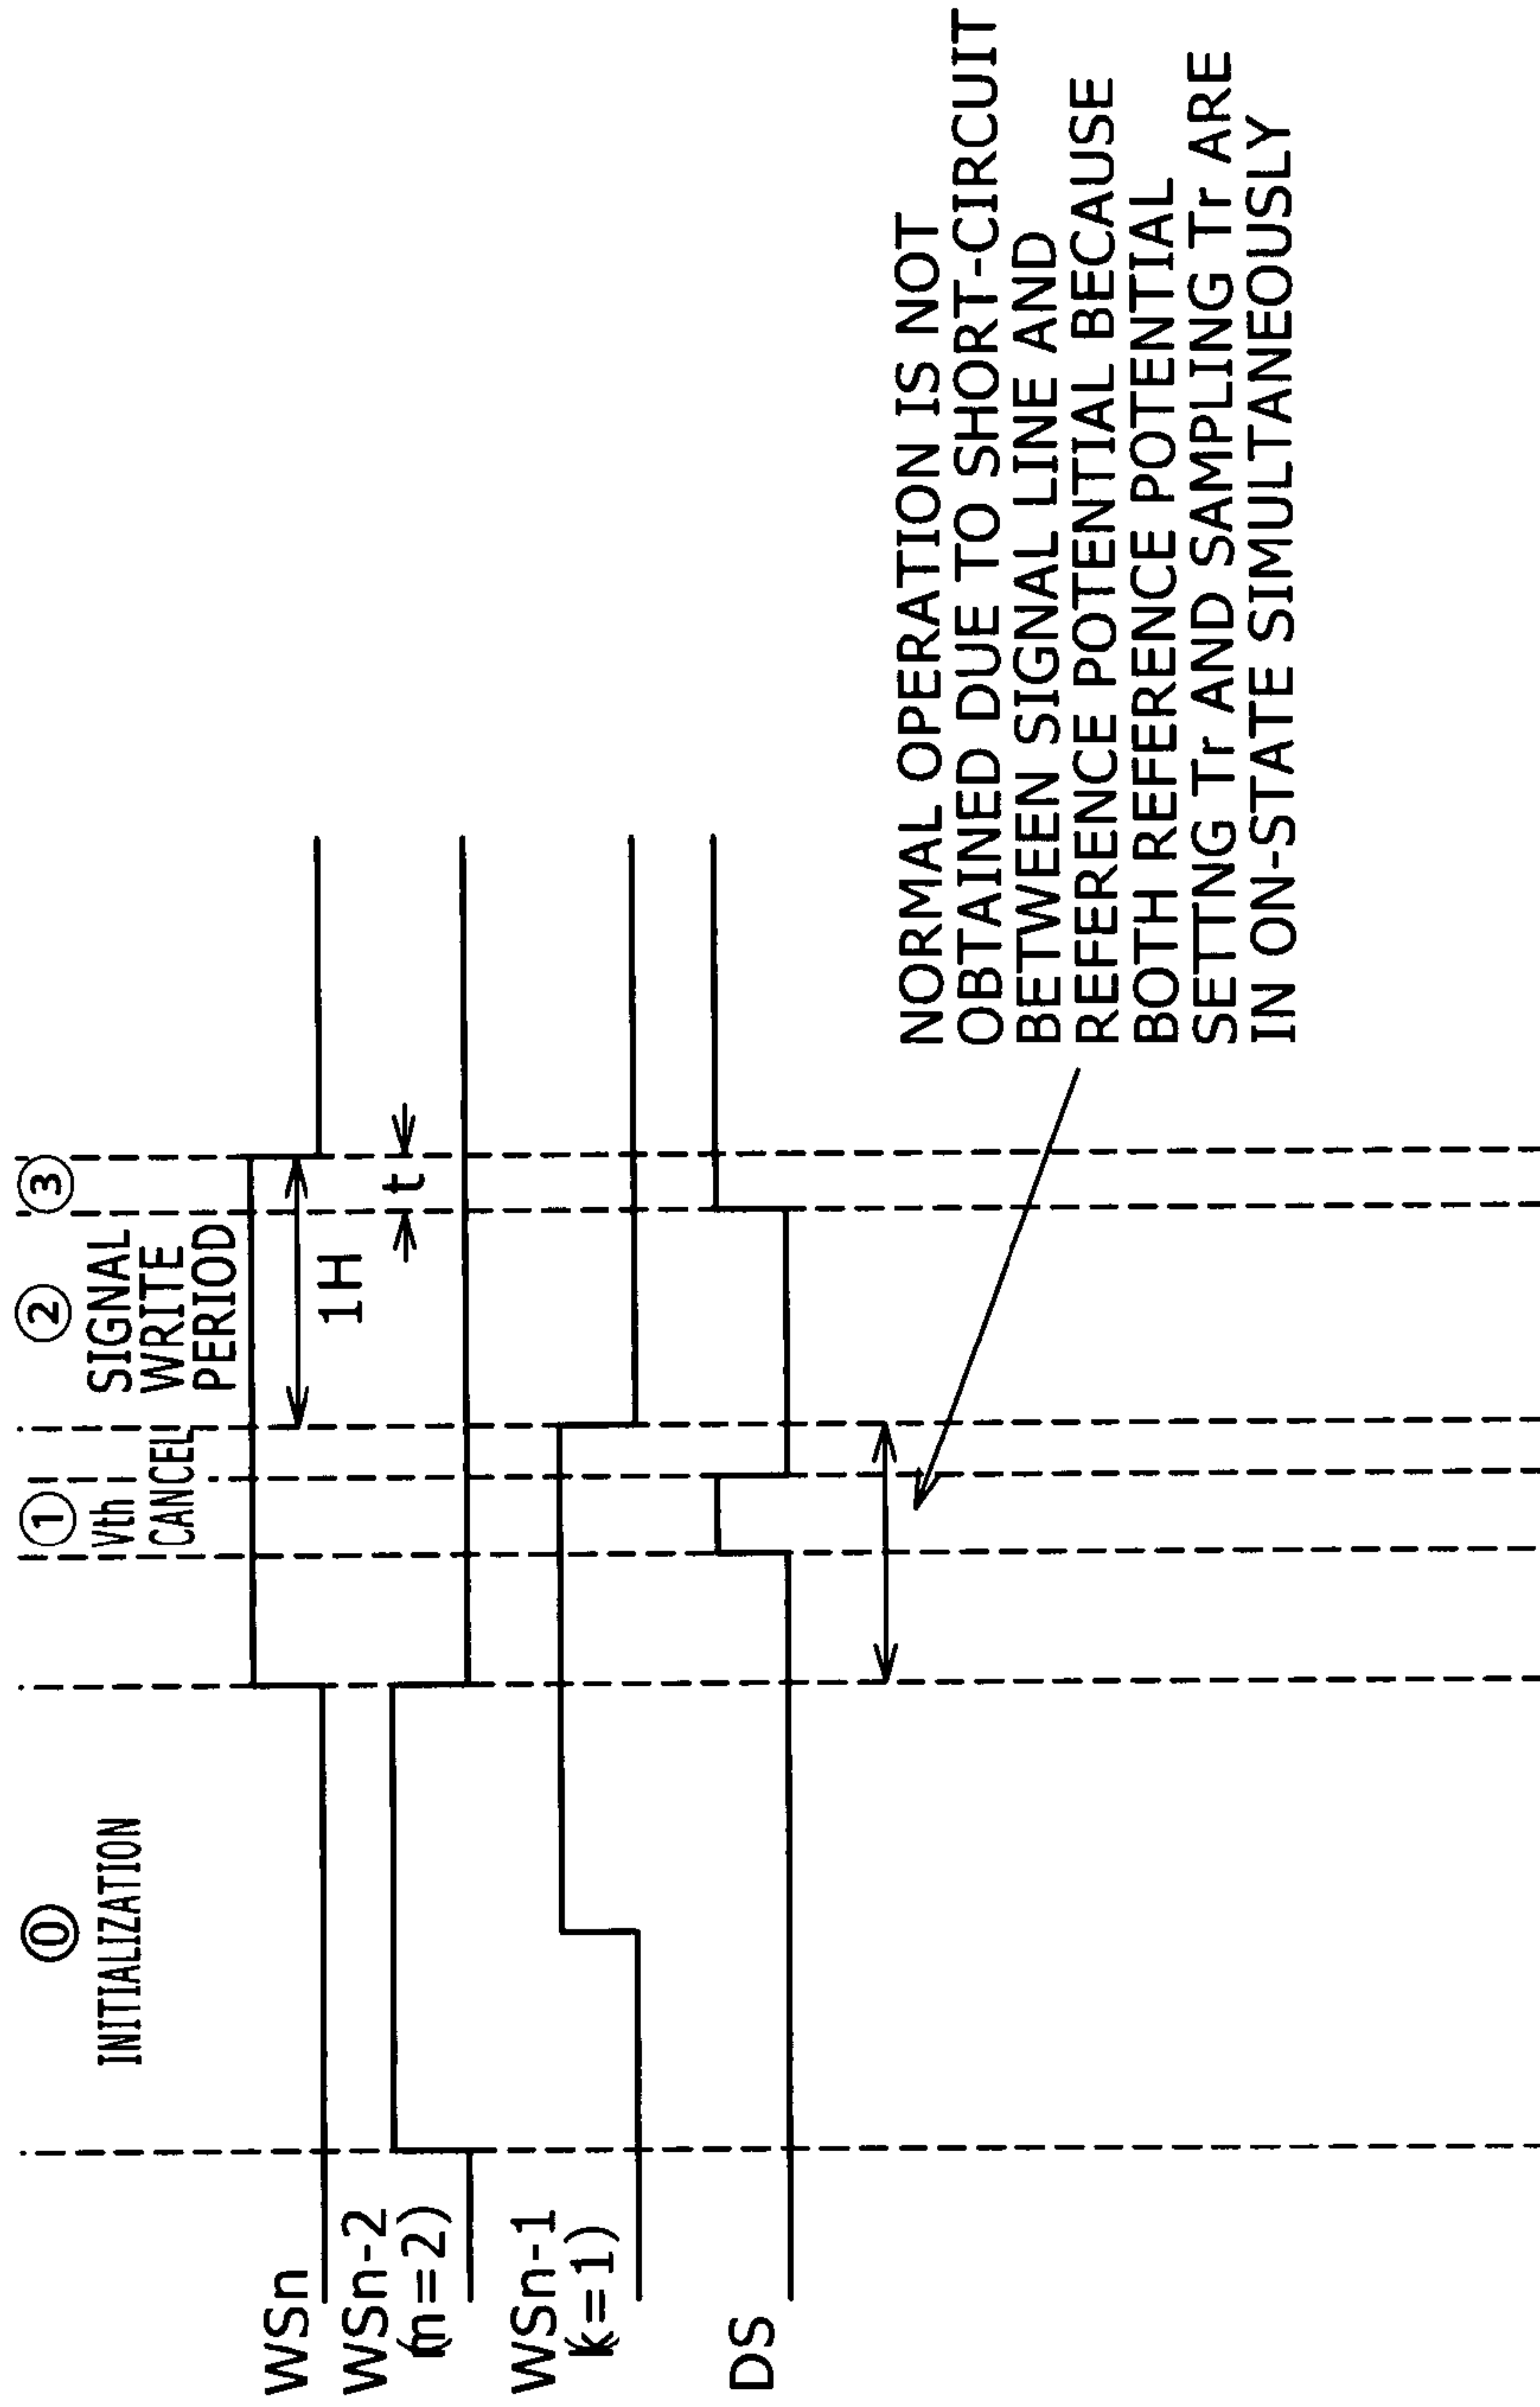 ⓪
INITIALIZATION
①
Vth
CANCEL
②
SIGNAL
WRITE
PERIOD
③
1H
t
WSn
WSn-2
(m=2)
WSn-1
(k=1)
DS
NORMAL OPERATION IS NOT
OBTAINED DUE TO SHORT-CIRCUIT
BETWEEN SIGNAL LINE AND
REFERENCE POTENTIAL BECAUSE
BOTH REFERENCE POTENTIAL
SETTNG Tr AND SAMPLING Tr ARE
IN ON-STATE SIMULTANEOUSLY